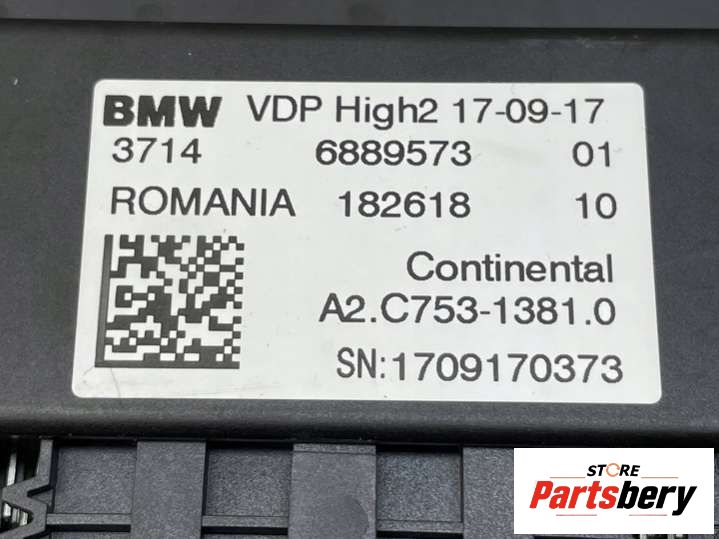 BMW VDP High2 17-09-17
3714 6889573 01
ROMANIA 182618 10
Continental
A2.C753-1381.0
SN:1709170373
STORE
Partsbery